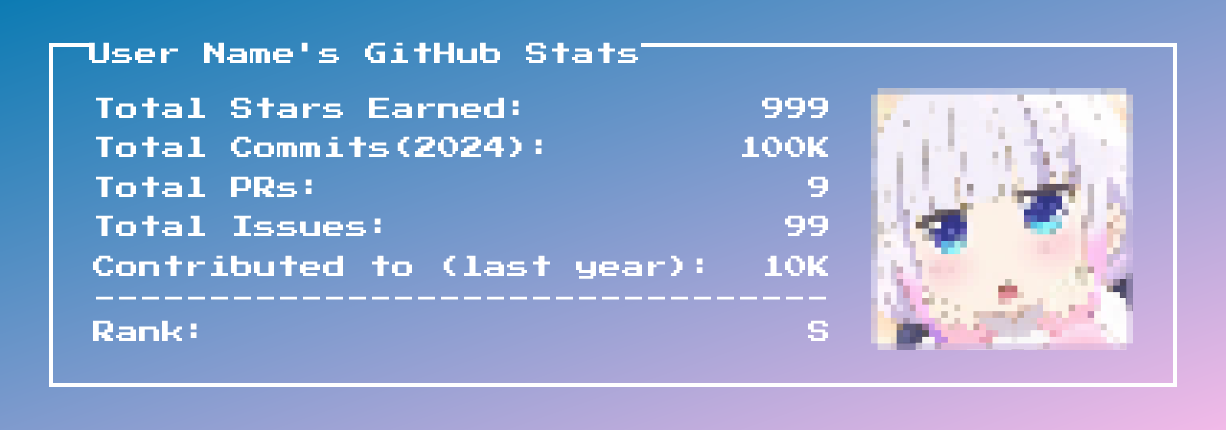 User Name's GitHub Stats
Total Stars Earned: 999
Total Commits(2024): 100K
Total PRs: 9
Total Issues: 99
Contributed to (last year): 10K
--------------------------------
Rank: S